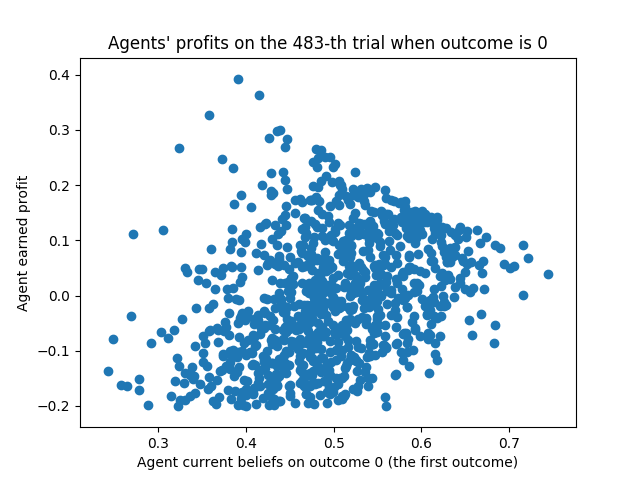 Agents' profits on the 483-th trial when outcome is 0
0.4
0.3
0.2
0.1
0.0
−0.1
−0.2
Agent earned profit
0.3 0.4 0.5 0.6 0.7
Agent current beliefs on outcome 0 (the first outcome)